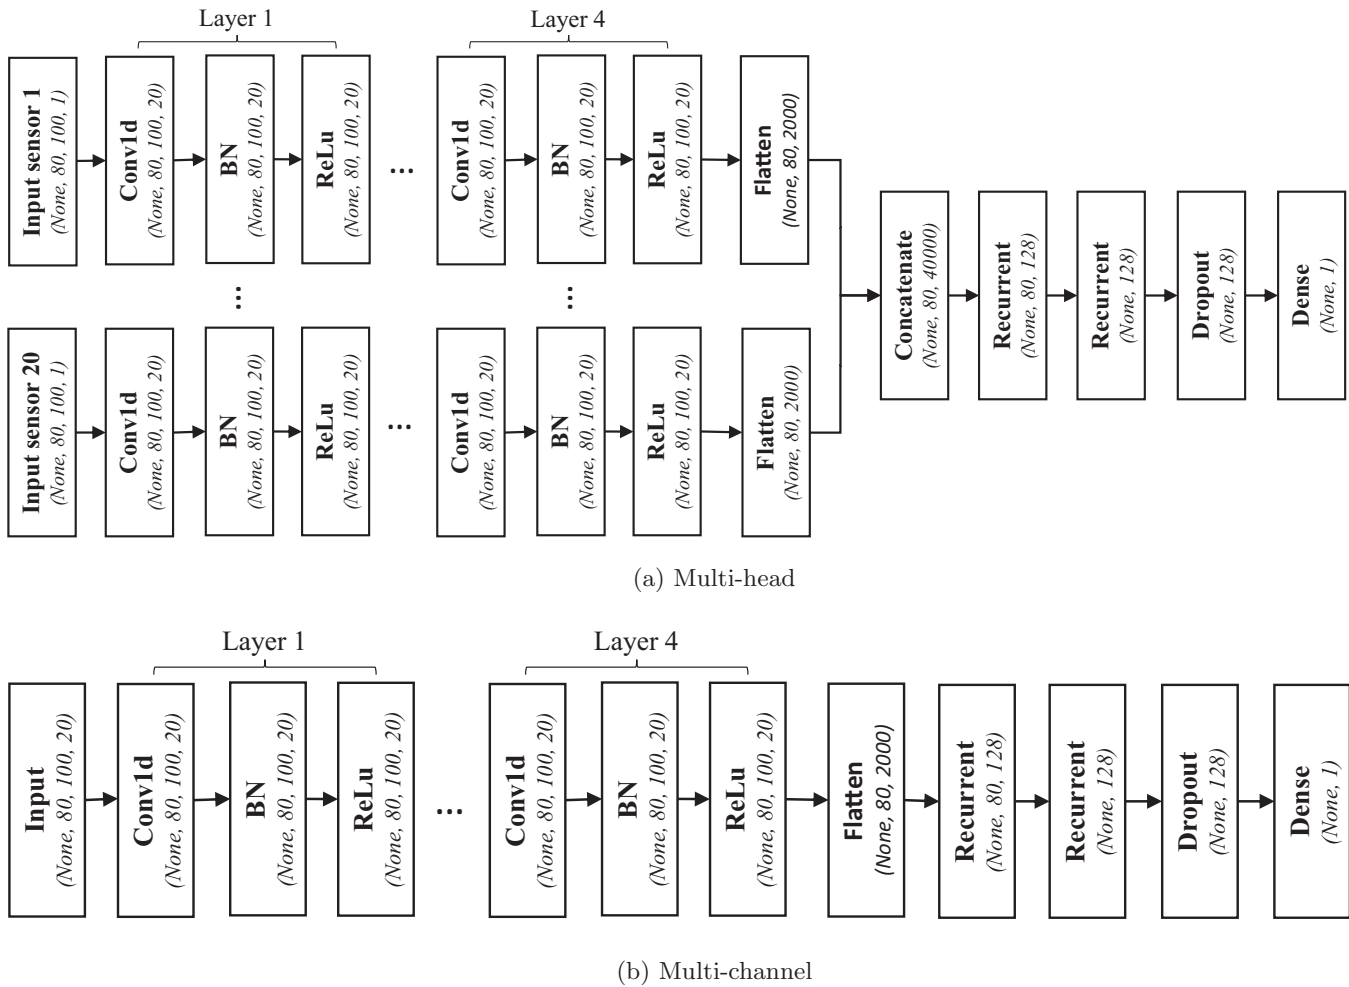 Layer 1
Layer 4
Input sensor 1
(None, 80, 100, 1)
Conv1d
(None, 80, 100, 20)
BN
(None, 80, 100, 20)
ReLu
(None, 80, 100, 20)
...
Conv1d
(None, 80, 100, 20)
BN
(None, 80, 100, 20)
ReLu
(None, 80, 100, 20)
Flatten
(None, 80, 2000)
...
...
Input sensor 20
(None, 80, 100, 1)
Conv1d
(None, 80, 100, 20)
BN
(None, 80, 100, 20)
ReLu
(None, 80, 100, 20)
...
Conv1d
(None, 80, 100, 20)
BN
(None, 80, 100, 20)
ReLu
(None, 80, 100, 20)
Flatten
(None, 80, 2000)
Concatenate
(None, 80, 40000)
Recurrent
(None, 80, 128)
Recurrent
(None, 128)
Dropout
(None, 128)
Dense
(None, 1)
(a) Multi-head
Layer 1
Layer 4
Input
(None, 80, 100, 20)
Conv1d
(None, 80, 100, 20)
BN
(None, 80, 100, 20)
ReLu
(None, 80, 100, 20)
...
Conv1d
(None, 80, 100, 20)
BN
(None, 80, 100, 20)
ReLu
(None, 80, 100, 20)
Flatten
(None, 80, 2000)
Recurrent
(None, 80, 128)
Recurrent
(None, 128)
Dropout
(None, 128)
Dense
(None, 1)
(b) Multi-channel